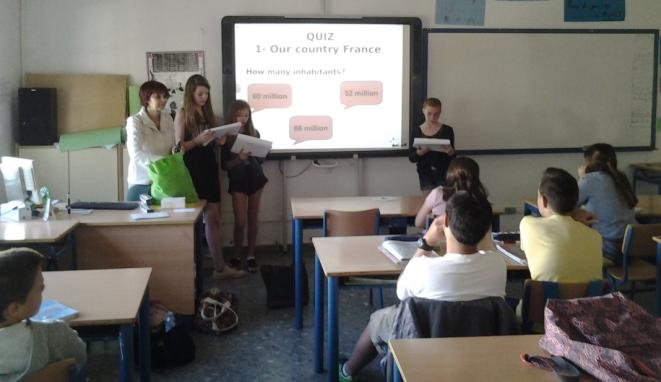 QUIZ
1- Our country France
How many inhabitants?
60 million
52 million
66 million